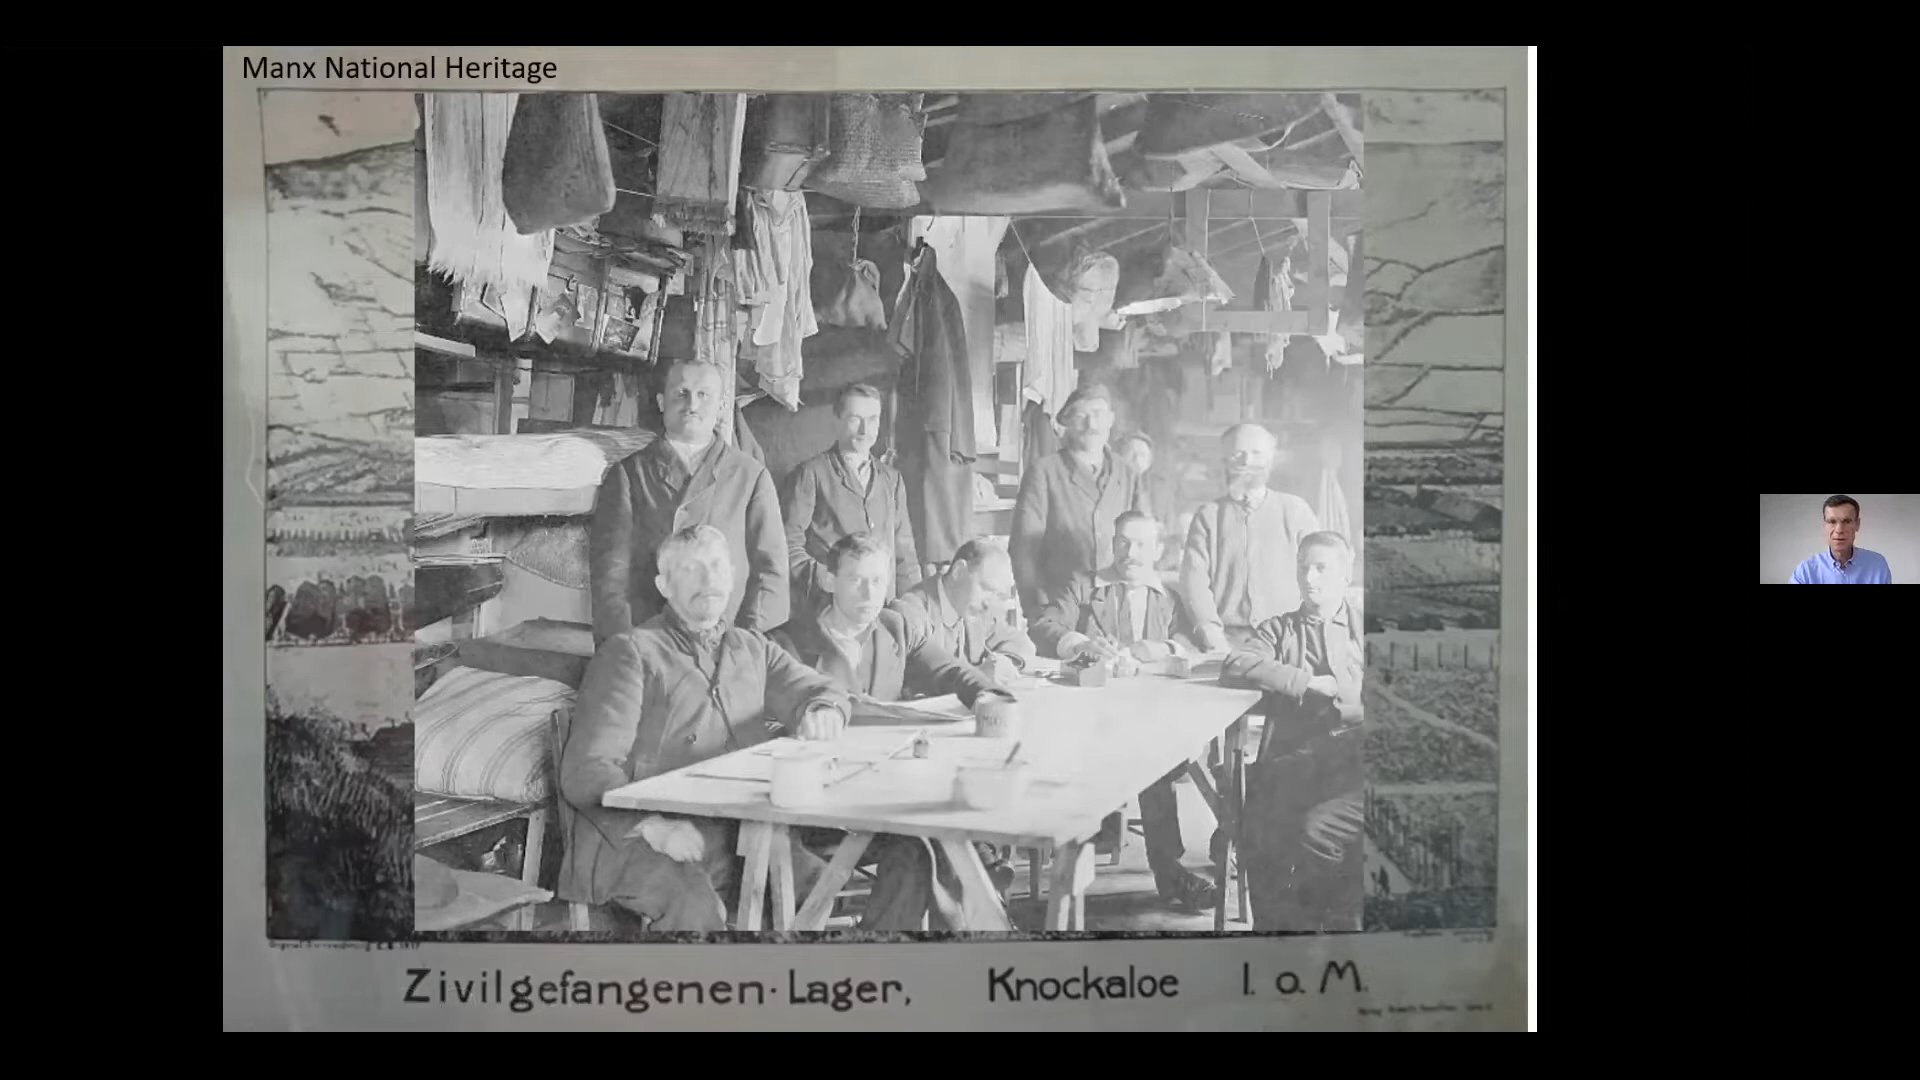 Manx National Heritage
Zivilgefangenen-Lager, Knockaloe I. o. M.